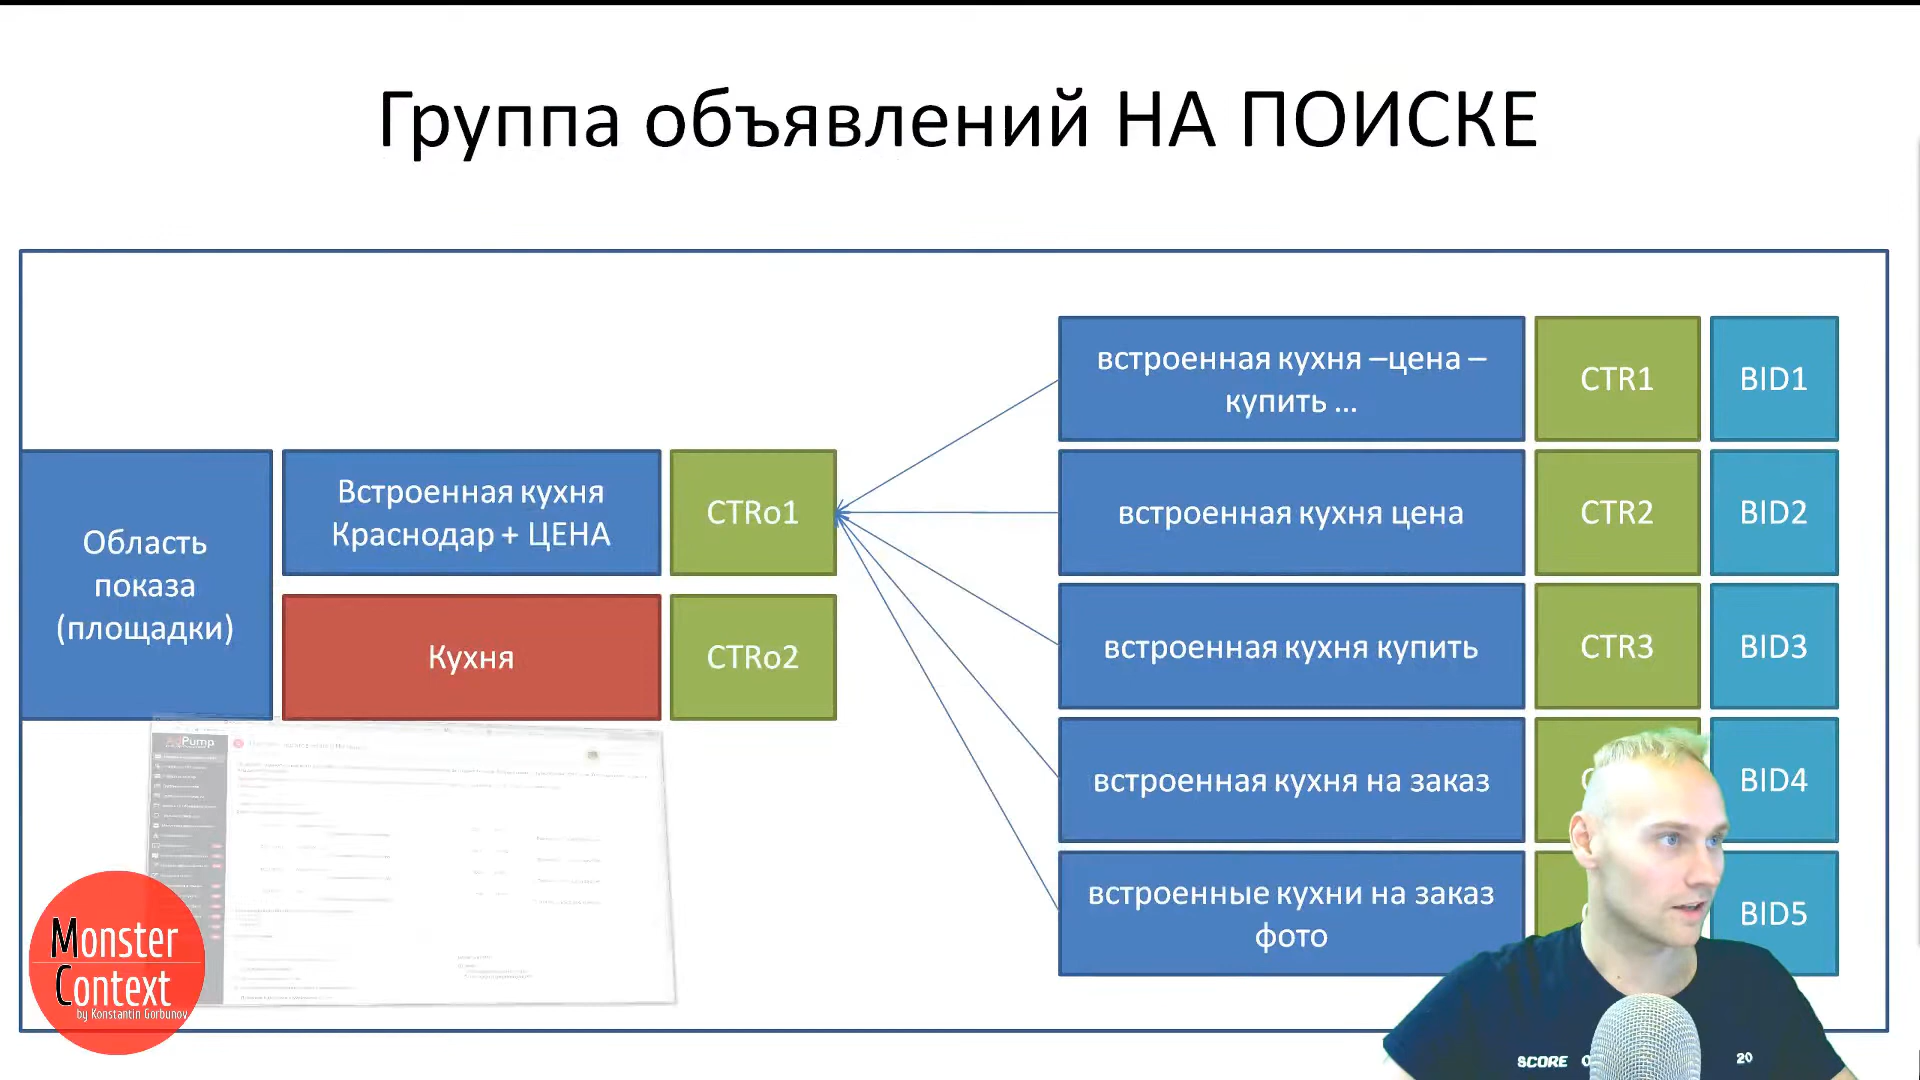 Группа объявлений НА ПОИСКЕ
встроенная кухня –цена –
купить ...
CTR1
BID1
Область
показа
(площадки)
Встроенная кухня
Краснодар + ЦЕНА
CTRo1
встроенная кухня цена
CTR2
BID2
Кухня
CTRo2
встроенная кухня купить
CTR3
BID3
встроенная кухня на заказ
BID4
встроенные кухни на заказ
фото
BID5
AdPump
Monster
Context
by Konstantin Gorbunov
SCORE
20